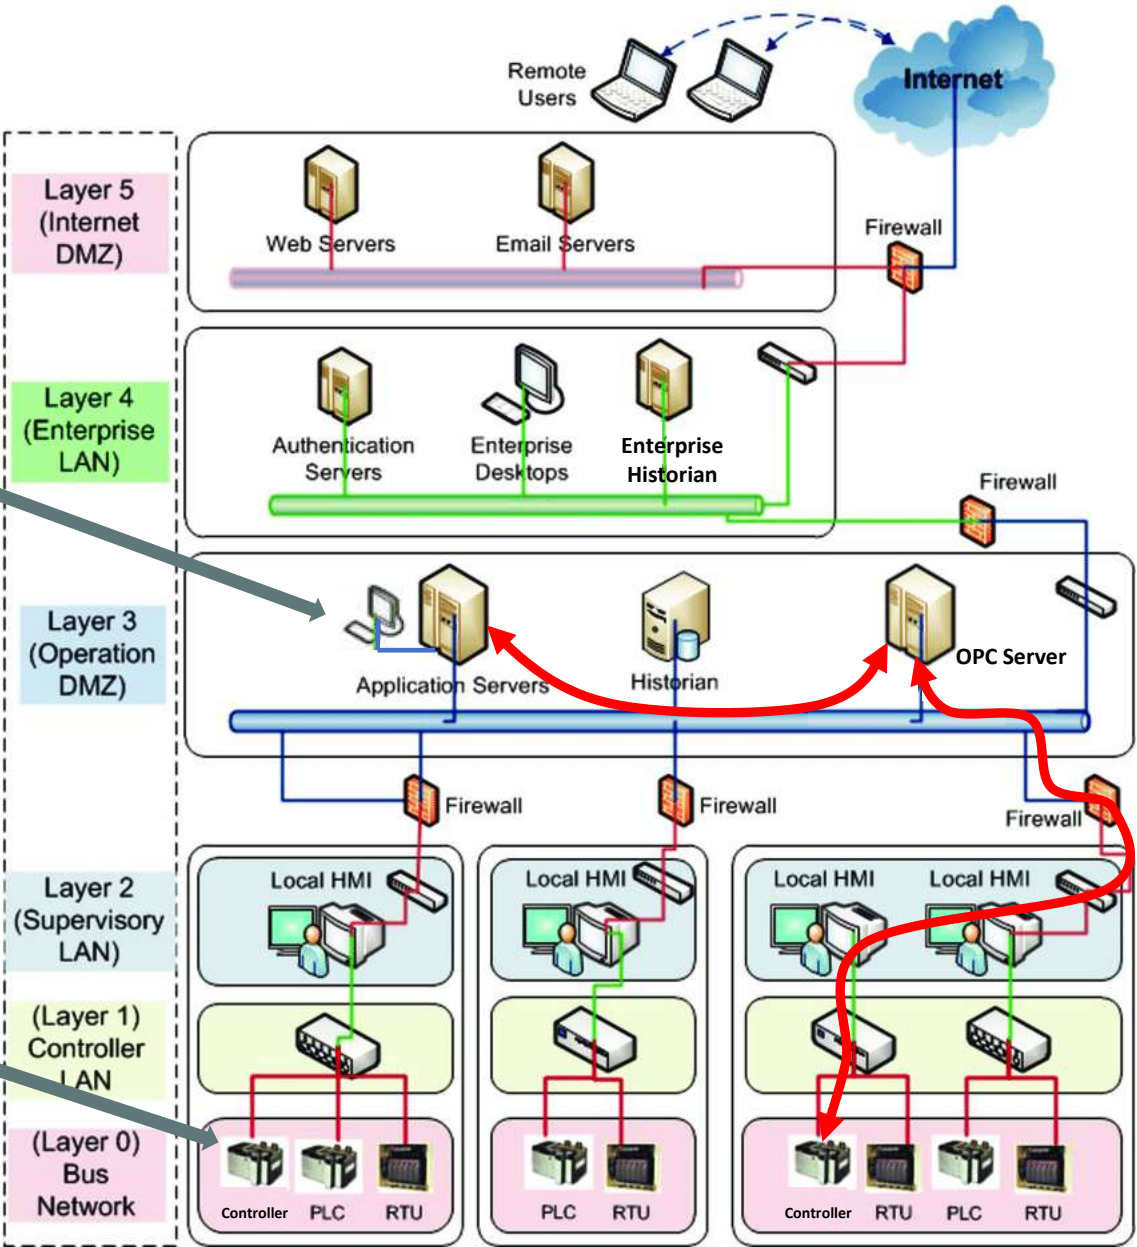 Remote
Users
Internet
Layer 5
(Internet
DMZ)
Web Servers
Email Servers
Firewall
Layer 4
(Enterprise
LAN)
Authentication
Servers
Enterprise
Desktops
Enterprise
Historian
Firewall
Layer 3
(Operation
DMZ)
Application Servers
Historian
OPC Server
Firewall
Firewall
Firewall
Layer 2
(Supervisory
LAN)
Local HMI
Local HMI
Local HMI
Local HMI
(Layer 1)
Controller
LAN
(Layer 0)
Bus
Network
Controller
PLC
RTU
PLC
RTU
Controller
RTU
PLC
RTU